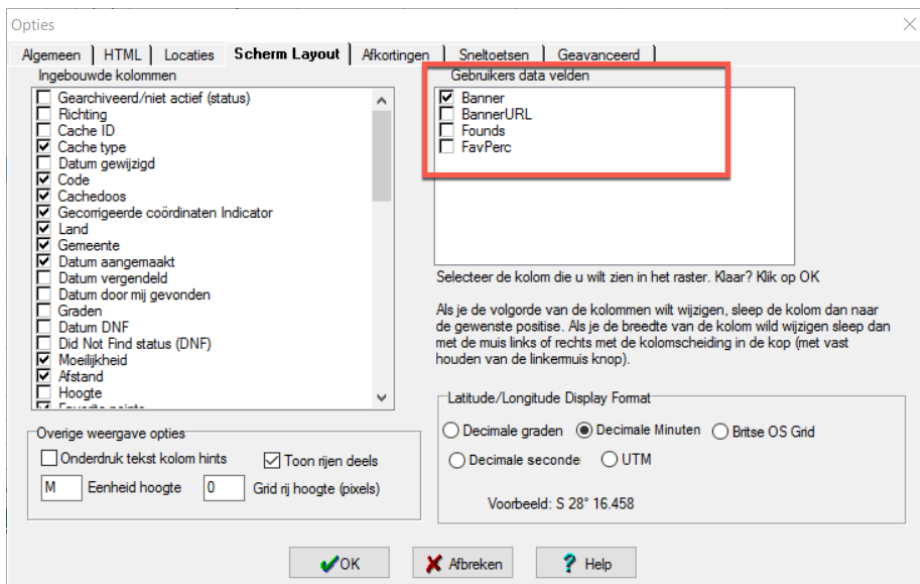 Opties
Algemeen
HTML
Locaties
Scherm Layout
Afkortingen
Sneltoetsen
Geavanceerd
Ingebouwde kolommen
Gearchiveerd/niet actief (status)
Richting
Cache ID
Cache type
Datum gewijzigd
Code
Cachedoos
Gecorrigeerde coördinaten Indicator
Land
Gemeente
Datum aangemaakt
Datum vergendeld
Datum door mij gevonden
Graden
Datum DNF
Did Not Find status (DNF)
Moeilijkheid
Afstand
Hoogte
Favorite points
Gebruikers data velden
Banner
BannerURL
Founds
FavPerc
Selecteer de kolom die u wilt zien in het raster. Klaar? Klik op OK
Als je de volgorde van de kolommen wilt wijzigen, sleep de kolom dan naar
de gewenste positise. Als je de breedte van de kolom wild wijzigen sleep dan
met de muis links of rechts met de kolomscheiding in de kop (met vast
houden van de linkermuis knop).
Overige weergave opties
Onderdruk tekst kolom hints
Toon rijen deels
M Eenheid hoogte
0 Grid rij hoogte (pixels)
Latitude/Longitude Display Format
Decimale graden
Decimale Minuten
Britse OS Grid
Decimale seconde
UTM
Voorbeeld: S 28° 16.458
OK
Afbreken
? Help